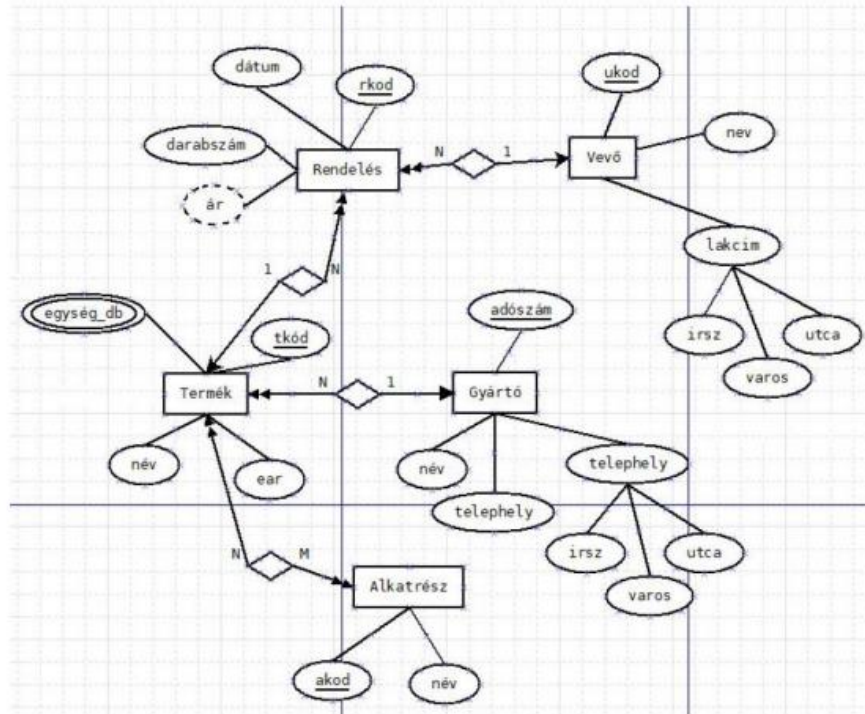 dátum
rkod
ukod
nev
darabszám
Rendelés
N
1
Vevő
ár
lakcim
1
N
irsz
utca
varos
egység_db
tkód
adószám
Termék
N
1
Gyártó
név
ear
név
telephely
telephely
irsz
utca
varos
N
M
Alkatrész
akod
név